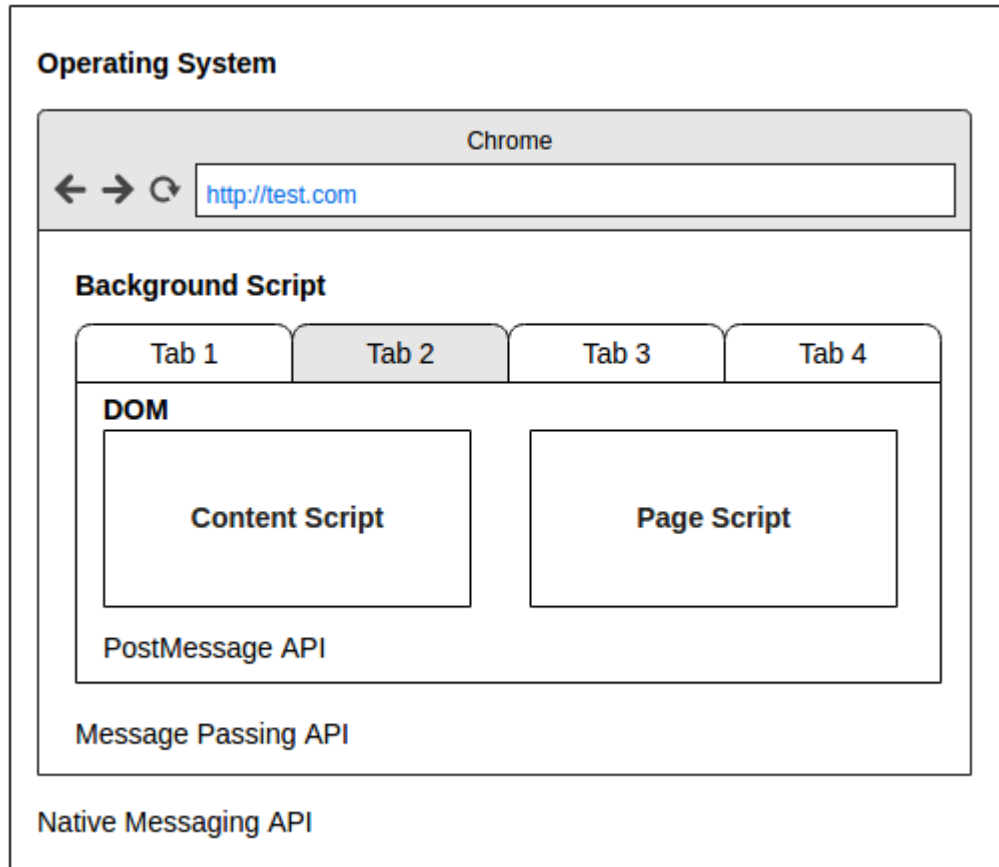 Operating System
Chrome
http://test.com
Background Script
Tab 1 Tab 2 Tab 3 Tab 4
DOM
Content Script Page Script
PostMessage API
Message Passing API
Native Messaging API